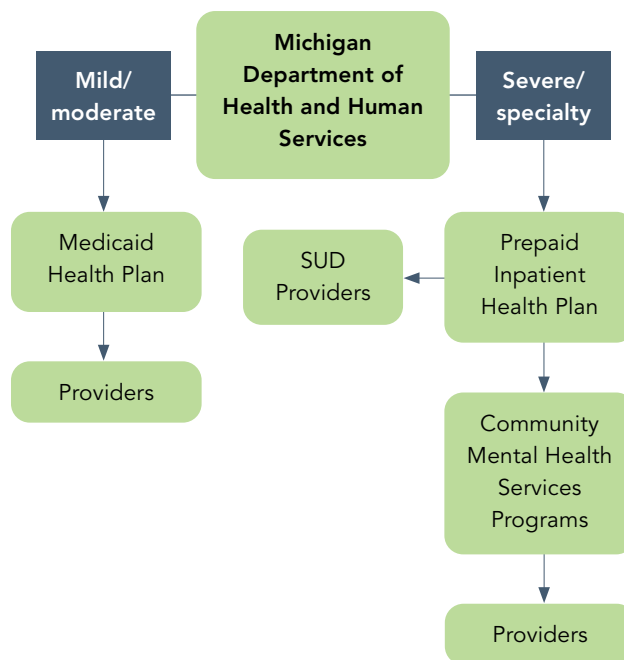 Michigan
Department of
Health and Human
Services
Mild/
moderate
Severe/
specialty
Medicaid
Health Plan
SUD
Providers
Prepaid
Inpatient
Health Plan
Providers
Community
Mental Health
Services
Programs
Providers